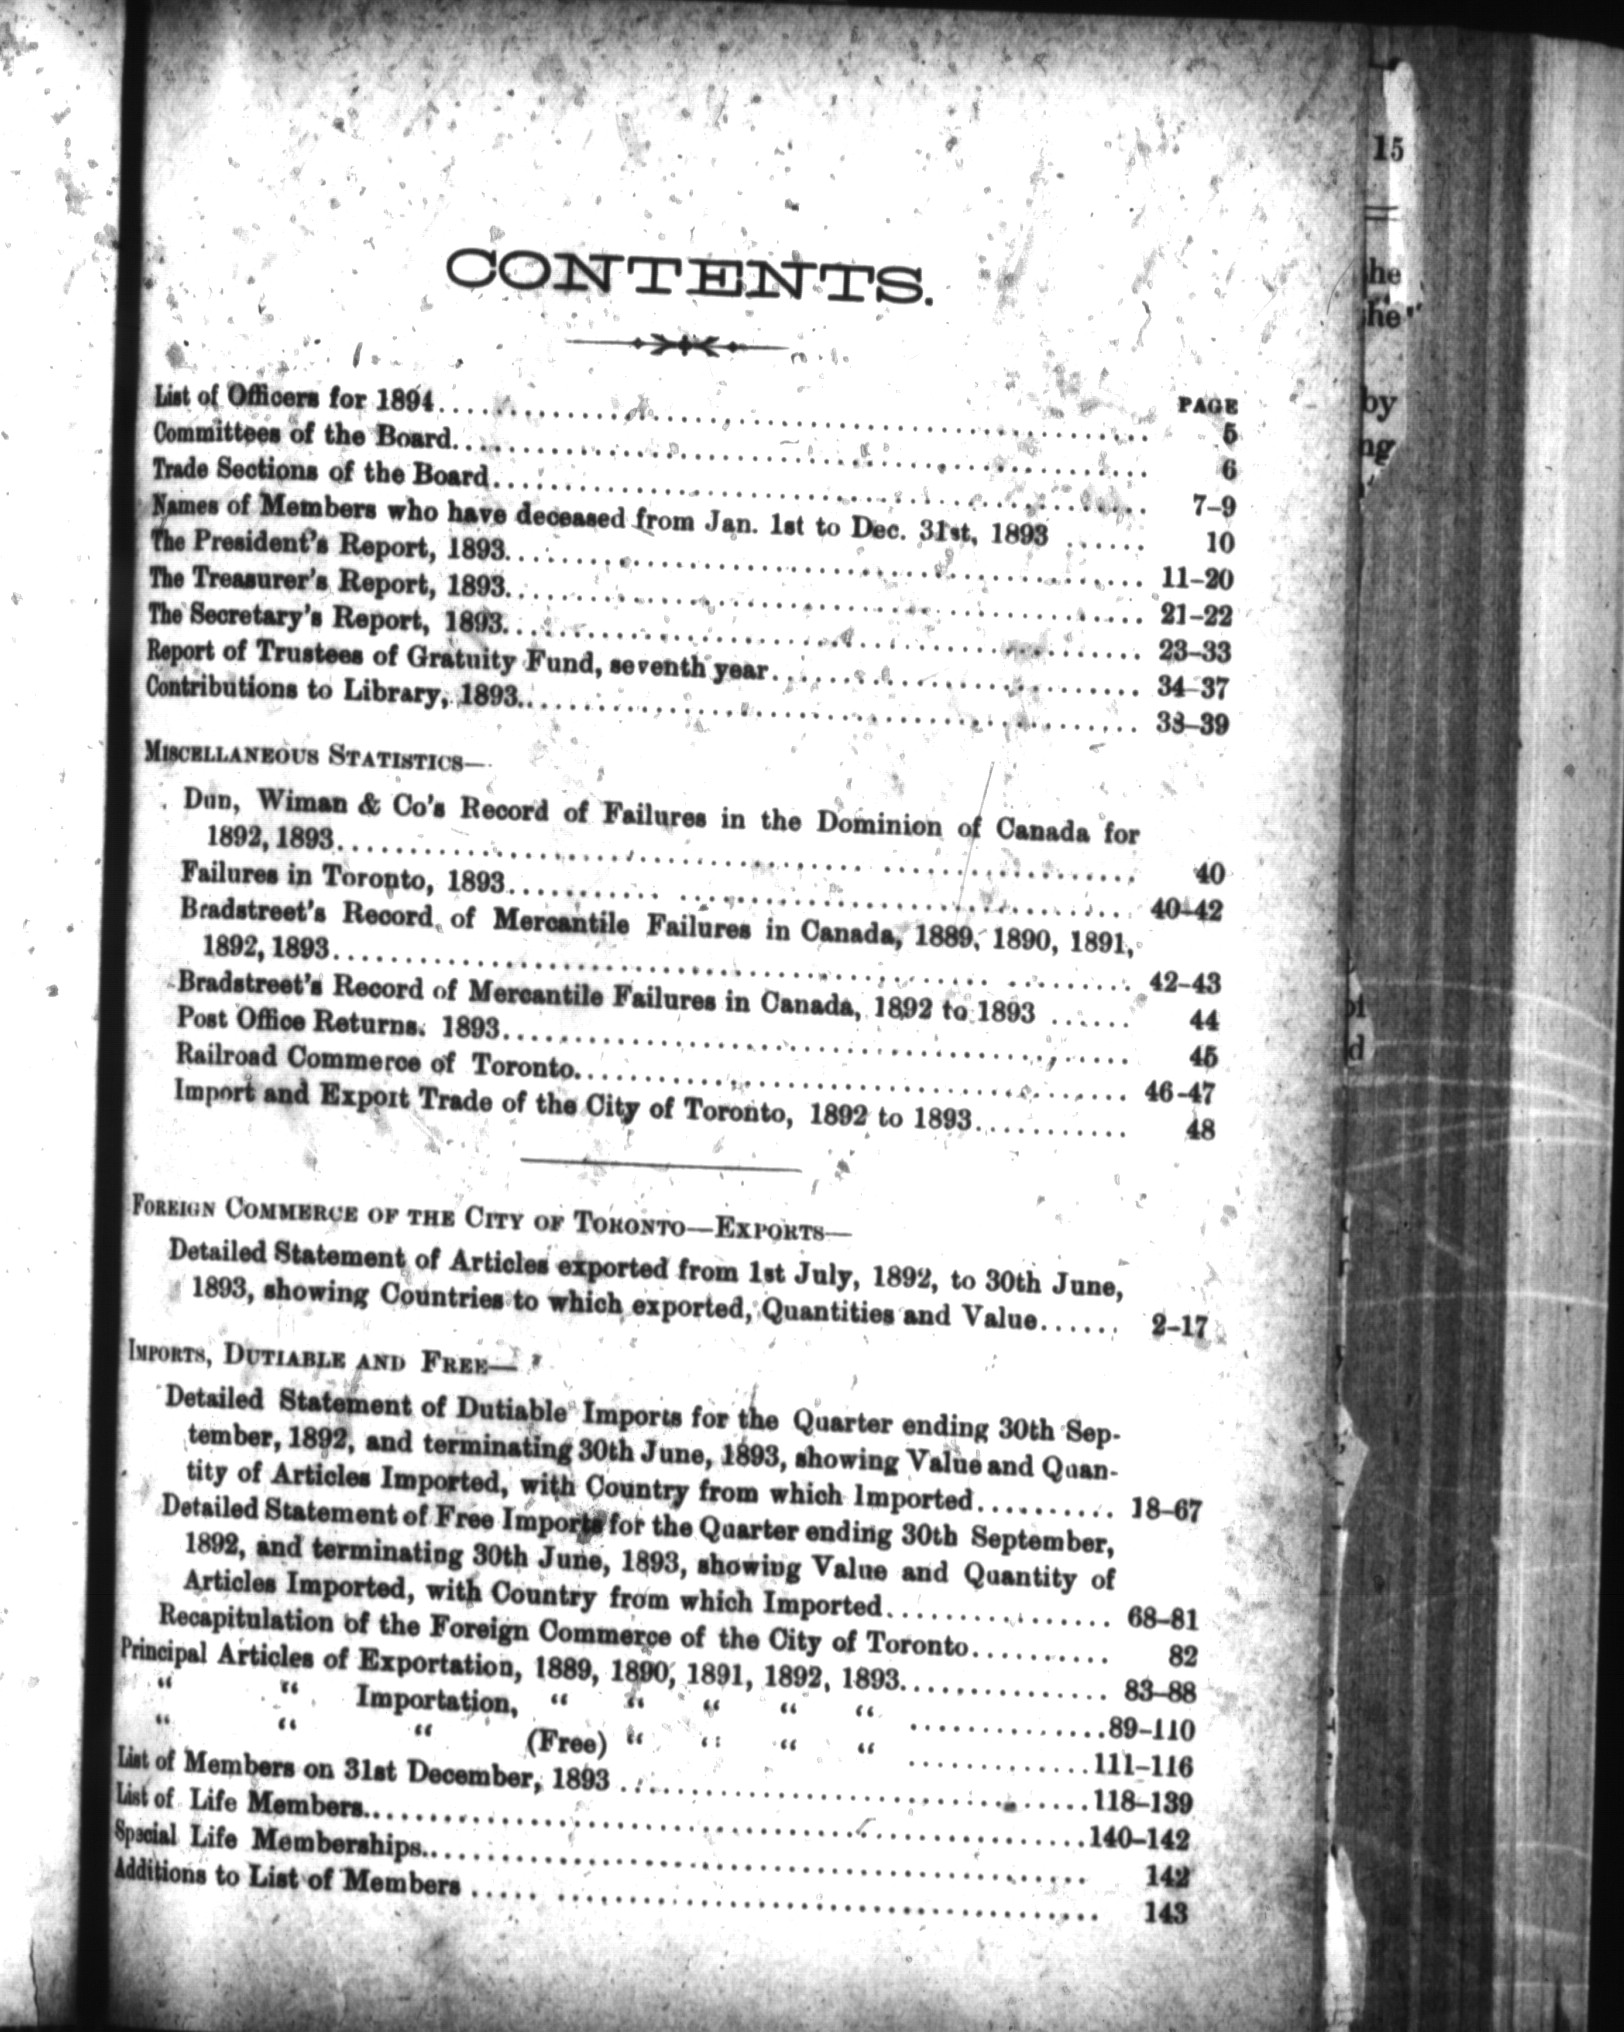 CONTENTS.
PAGE
List of Officers for 1894........ 5
Committees of the Board........ 6
Trade Sections of the Board........ 7–9
Names of Members who have deceased from Jan. 1st to Dec. 31st, 1893 ...... 10
The President's Report, 1893........ 11–20
The Treasurer's Report, 1893........ 21–22
The Secretary's Report, 1893........ 23–33
Report of Trustees of Gratuity Fund, seventh year........ 34–37
Contributions to Library, 1893........ 38–39
MISCELLANEOUS STATISTICS—
Dun, Wiman & Co's Record of Failures in the Dominion of Canada for
1892, 1893........ 40
Failures in Toronto, 1893........ 40–42
Bradstreet's Record of Mercantile Failures in Canada, 1889, 1890, 1891,
1892, 1893........ 42–43
Bradstreet's Record of Mercantile Failures in Canada, 1892 to 1893 ...... 44
Post Office Returns. 1893........ 45
Railroad Commerce of Toronto........ 46–47
Import and Export Trade of the City of Toronto, 1892 to 1893........ 48
FOREIGN COMMERCE OF THE CITY OF TORONTO—EXPORTS—
Detailed Statement of Articles exported from 1st July, 1892, to 30th June,
1893, showing Countries to which exported, Quantities and Value...... 2–17
IMPORTS, DUTIABLE AND FREE—
Detailed Statement of Dutiable Imports for the Quarter ending 30th Sep-
tember, 1892, and terminating 30th June, 1893, showing Value and Quan-
tity of Articles Imported, with Country from which Imported.......... 18–67
Detailed Statement of Free Imports for the Quarter ending 30th September,
1892, and terminating 30th June, 1893, showing Value and Quantity of
Articles Imported, with Country from which Imported........ 68–81
Recapitulation of the Foreign Commerce of the City of Toronto.......... 82
Principal Articles of Exportation, 1889, 1890, 1891, 1892, 1893........ 83–88
“ “ Importation, “ “ “ “ “ ........ 89–110
“ “ “ (Free) “ “ “ “ ........ 111–116
List of Members on 31st December, 1893 ........ 118–139
List of Life Members........ 140–142
Special Life Memberships........ 142
Additions to List of Members ........ 143
15
he
he
by
ng